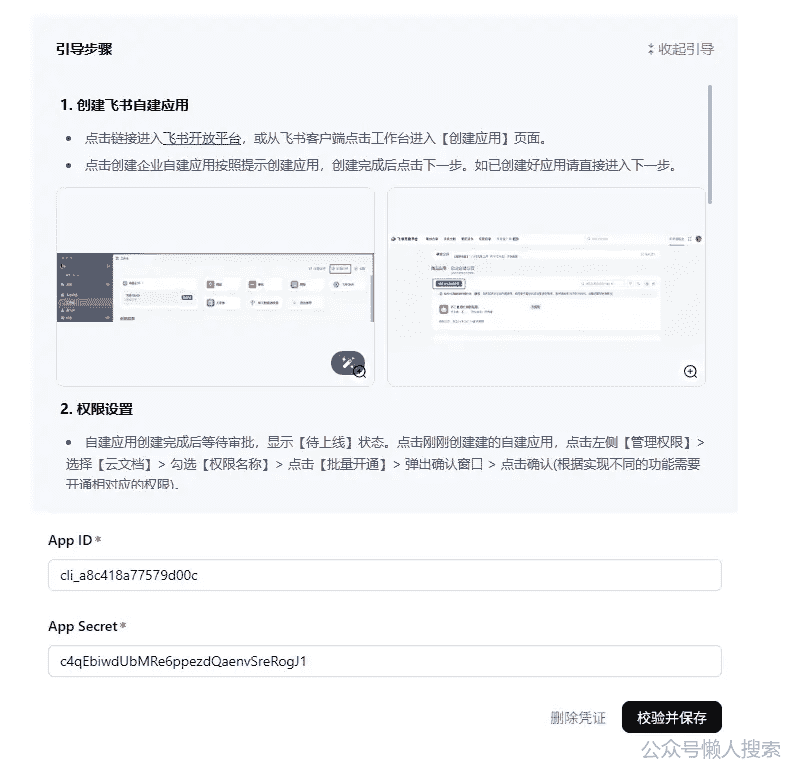 引导步骤
收起引导
1. 创建飞书自建应用
点击链接进入飞书开放平台，或从飞书客户端点击工作台进入【创建应用】页面。
点击创建企业自建应用按照提示创建应用，创建完成后点击下一步。如已创建好应用请直接进入下一步。
2. 权限设置
自建应用创建完成后等待审批，显示【待上线】状态。点击刚刚创建建的自建应用，点击左侧【管理权限】>
选择【云文档】> 勾选【权限名称】> 点击【批量开通】> 弹出确认窗口 > 点击确认(根据实现不同的功能需要
开通相对应的权限)。
App ID*
cli_a8c418a77579d00c
App Secret*
c4qEbiwdUbMRe6ppezdQaenvSreRogJ1
删除凭证
校验并保存
公众号懒人搜索